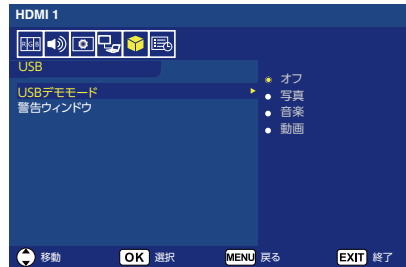 HDMI 1
RGB
USB
USBデモモード
警告ウィンドウ
オフ
写真
音楽
動画
移動 OK 選択 MENU 戻る EXIT 終了